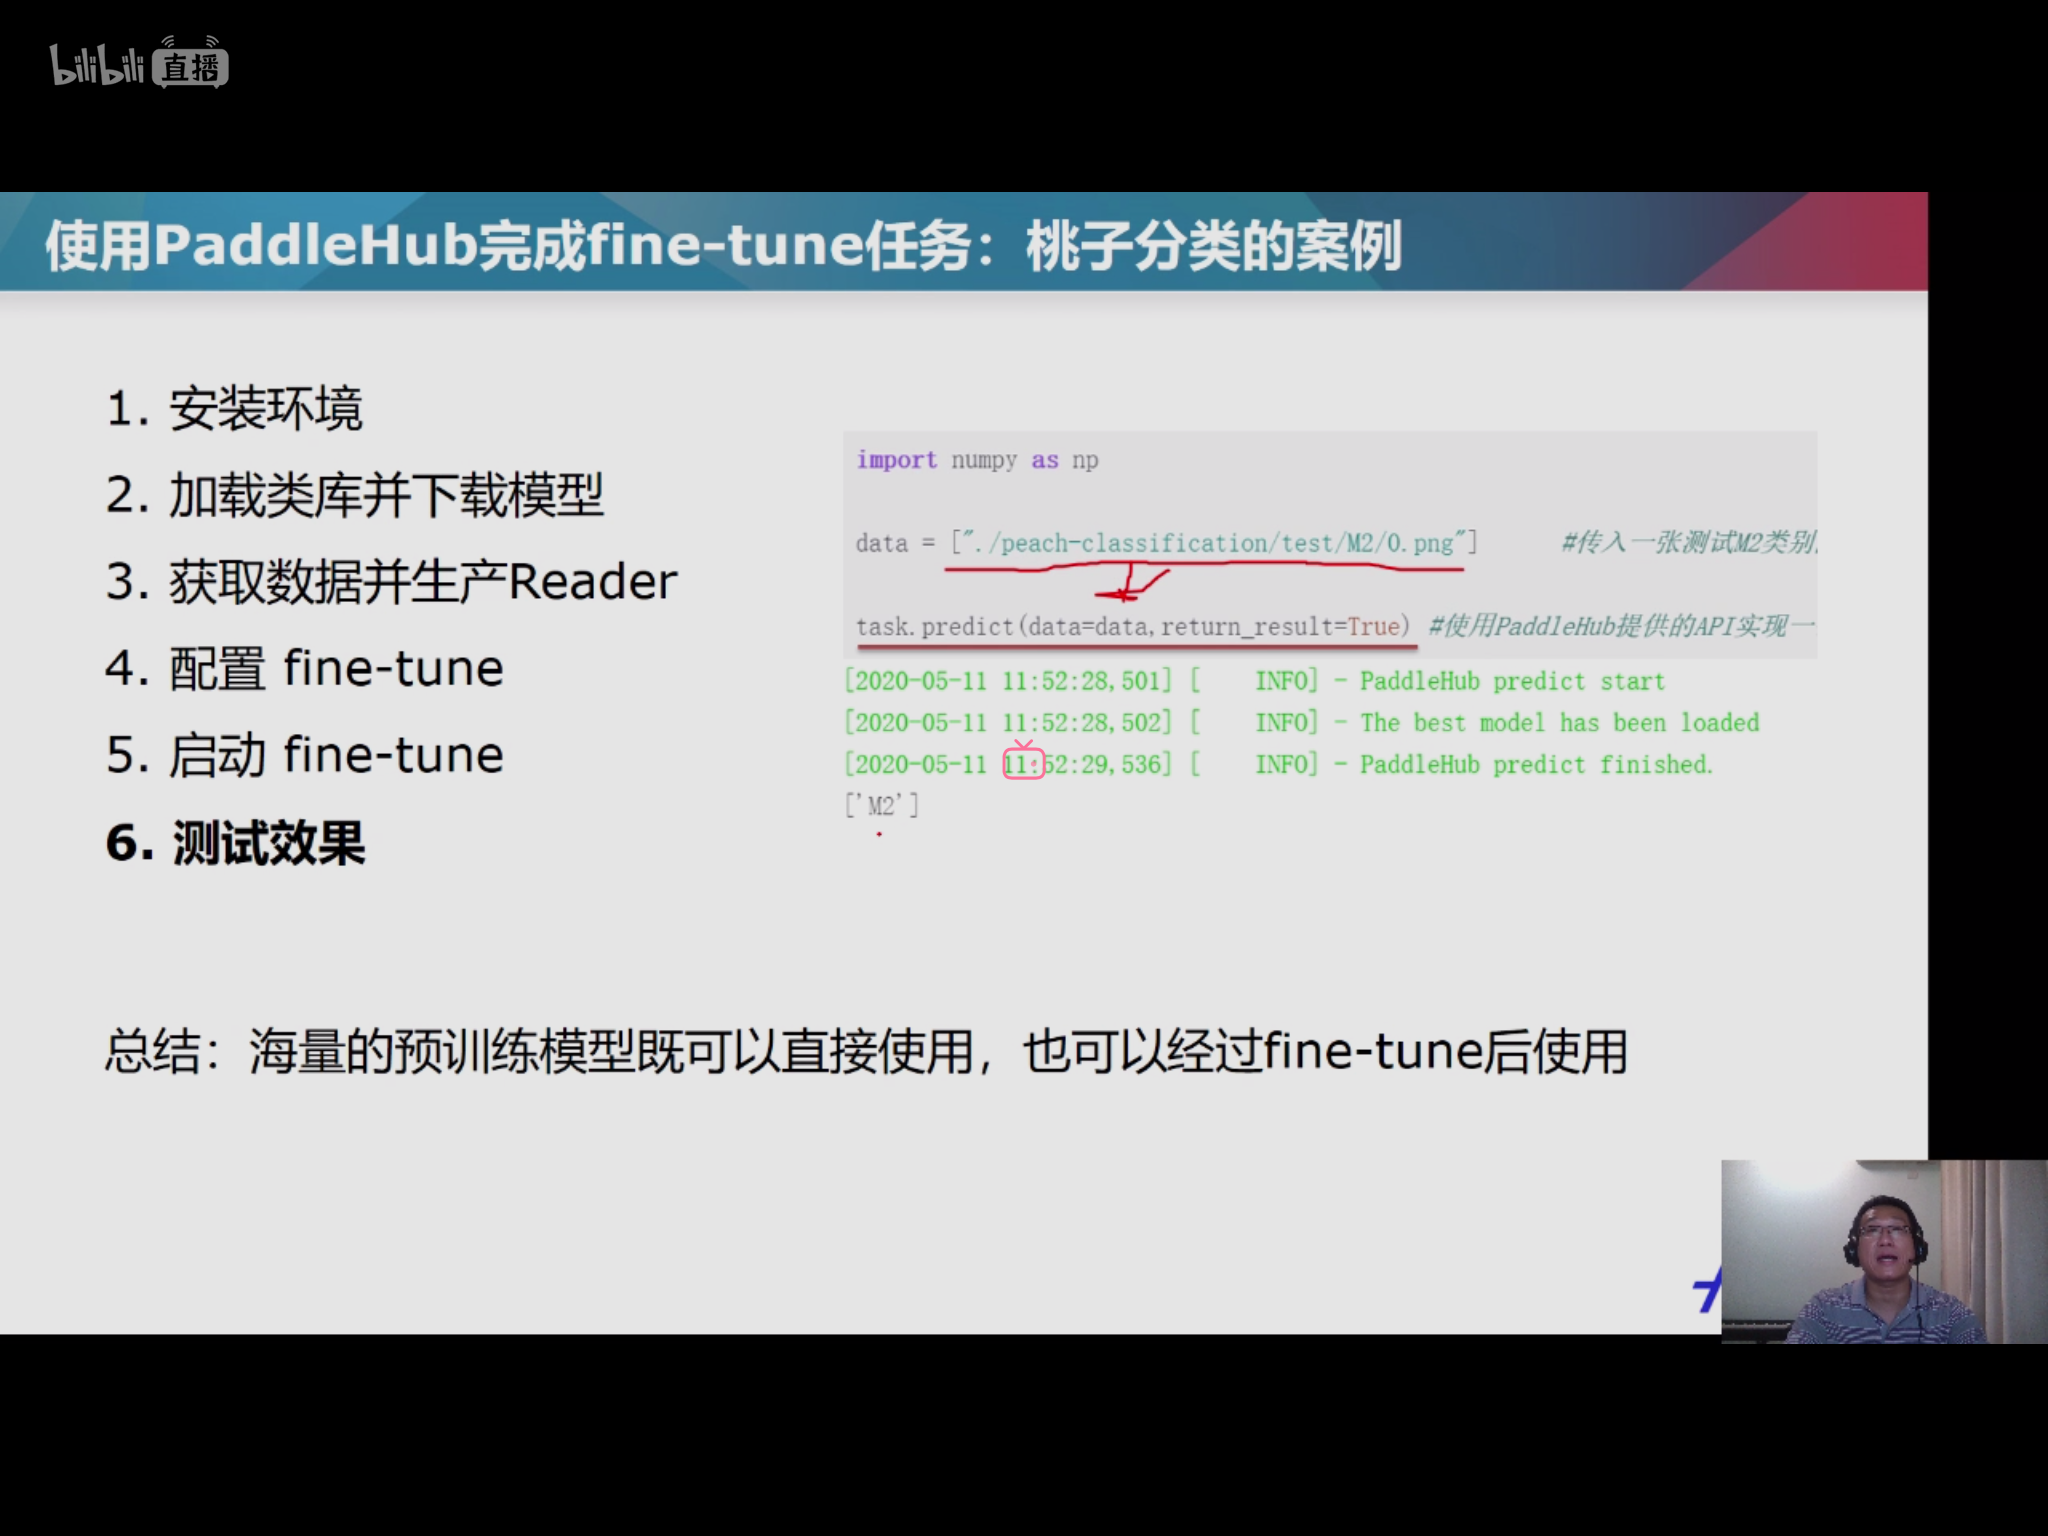 bilibili 直播
使用PaddleHub完成fine-tune任务：桃子分类的案例
1. 安装环境
2. 加载类库并下载模型
3. 获取数据并生产Reader
4. 配置 fine-tune
5. 启动 fine-tune
6. 测试效果
import numpy as np
data = ["./peach-classification/test/M2/0.png"] #传入一张测试M2类别
task.predict(data=data,return_result=True) #使用PaddleHub提供的API实现一
[2020-05-11 11:52:28,501] [ INFO] - PaddleHub predict start
[2020-05-11 11:52:28,502] [ INFO] - The best model has been loaded
[2020-05-11 11:52:29,536] [ INFO] - PaddleHub predict finished.
['M2']
总结：海量的预训练模型既可以直接使用，也可以经过fine-tune后使用